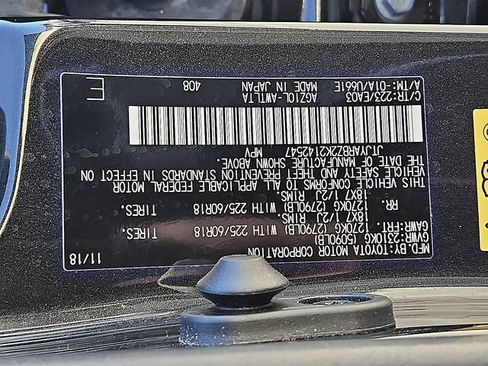 MFD.BY:TOYOTA MOTOR CORPORATION 11/18
GVWR:2310KG (5090LB)
GAWR:FRT: 1270KG (2790LB) WITH 225/60R18 TIRES.
18X7 1/2J RIMS.
RR: 1270KG (2790LB) WITH 225/60R18 TIRES.
18X7 1/2J RIMS.
THIS VEHICLE CONFORMS TO ALL APPLICABLE FEDERAL MOTOR
VEHICLE SAFETY AND THEFT PREVENTION STANDARDS IN EFFECT ON
THE DATE OF MANUFACTURE SHOWN ABOVE.
JTJYARBZ2K2142547 MPV
C/TR:223/EA03 AGZ10L-AWLTLTA 408 E
A/TM:-01A/U661E MADE IN JAPAN